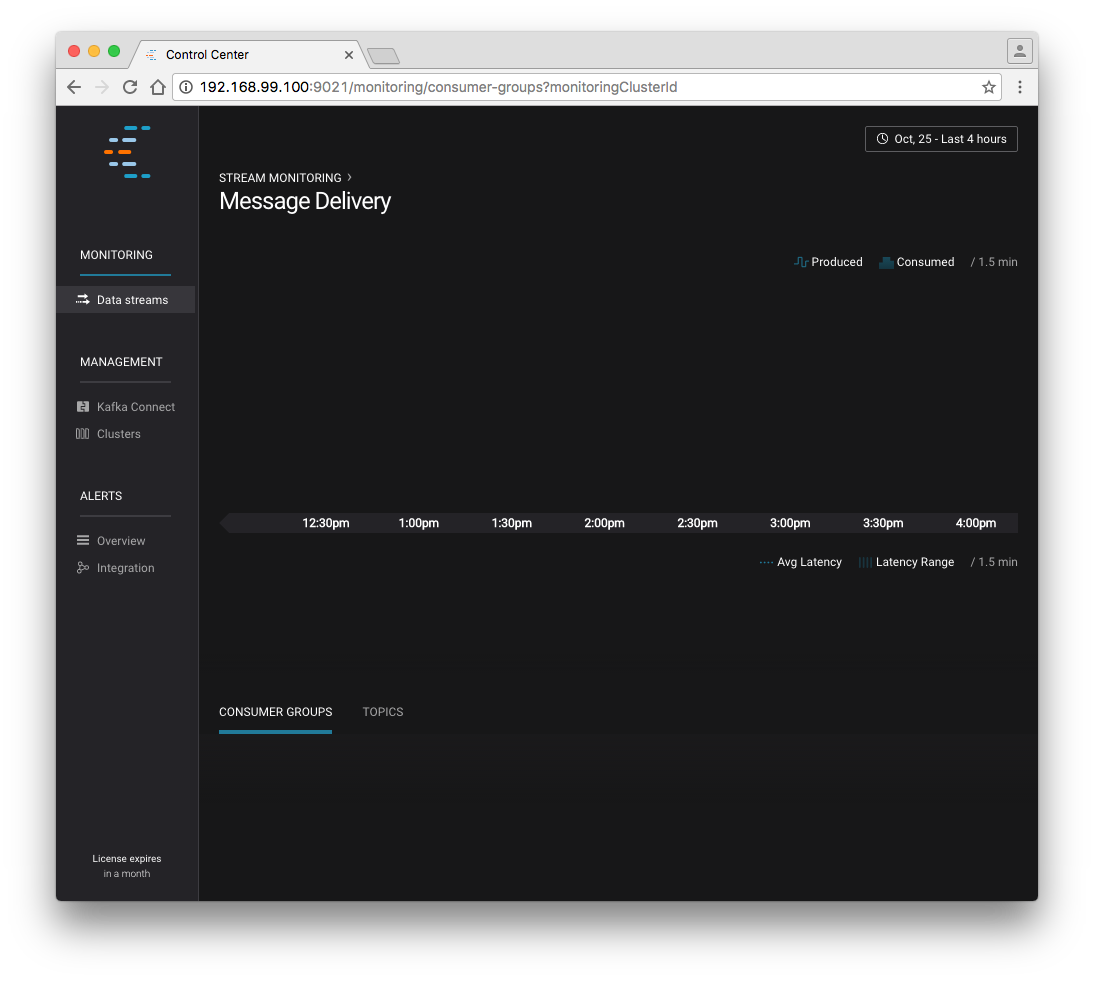 Control Center
192.168.99.100:9021/monitoring/consumer-groups?monitoringClusterId
Oct, 25 - Last 4 hours
STREAM MONITORING ›
Message Delivery
MONITORING
Data streams
MANAGEMENT
Kafka Connect
Clusters
ALERTS
Overview
Integration
License expires
in a month
Produced Consumed / 1.5 min
12:30pm 1:00pm 1:30pm 2:00pm 2:30pm 3:00pm 3:30pm 4:00pm
Avg Latency Latency Range / 1.5 min
CONSUMER GROUPS TOPICS